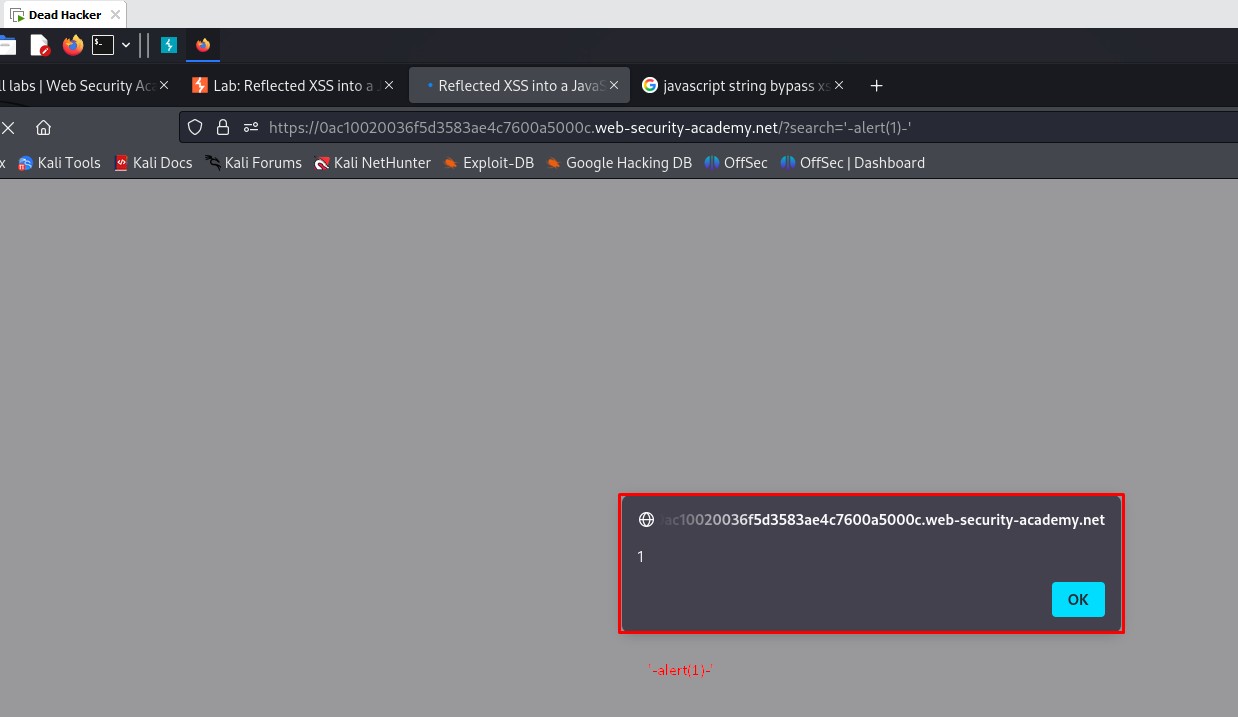 Dead Hacker
ll labs | Web Security Aca
Lab: Reflected XSS into a J
Reflected XSS into a JavaS
javascript string bypass xs
https://0ac10020036f5d3583ae4c7600a5000c.web-security-academy.net/?search='-alert(1)-'
x
Kali Tools
Kali Docs
Kali Forums
Kali NetHunter
Exploit-DB
Google Hacking DB
OffSec
OffSec | Dashboard
ac10020036f5d3583ae4c7600a5000c.web-security-academy.net
1
OK
'-alert(1)-'